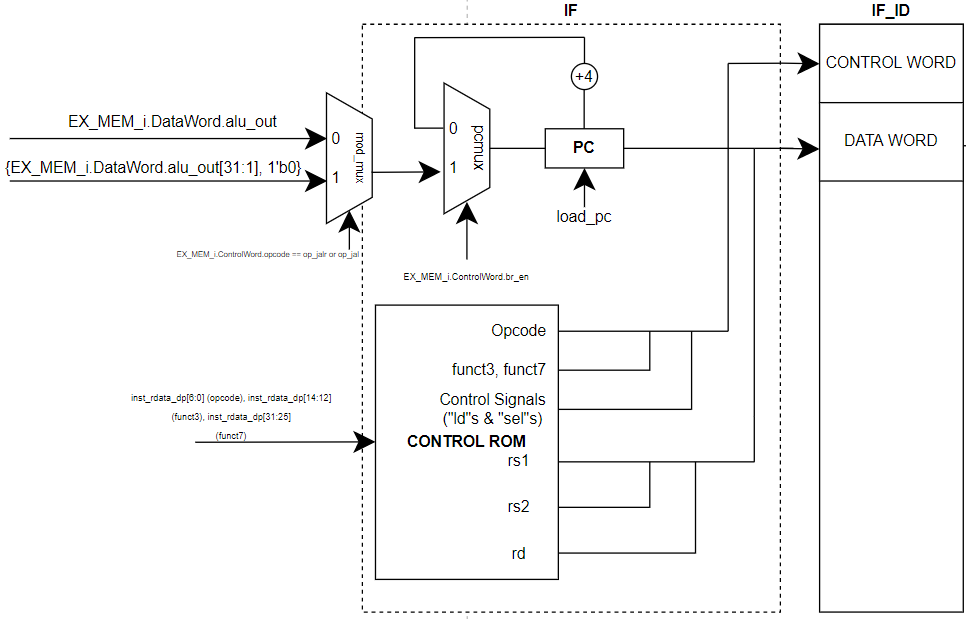 IF
IF_ID
+4
CONTROL WORD
EX_MEM_i.DataWord.alu_out
0
0
pcmux
mod_mux
PC
DATA WORD
{EX_MEM_i.DataWord.alu_out[31:1], 1'b0}
1
1
load_pc
EX_MEM_i.ControlWord.opcode == op_jalr or op_jal
EX_MEM_i.ControlWord.br_en
Opcode
funct3, funct7
inst_rdata_dp[6:0] (opcode), inst_rdata_dp[14:12]
(funct3), inst_rdata_dp[31:25]
(funct7)
Control Signals
("ld"s & "sel"s)
CONTROL ROM
rs1
rs2
rd